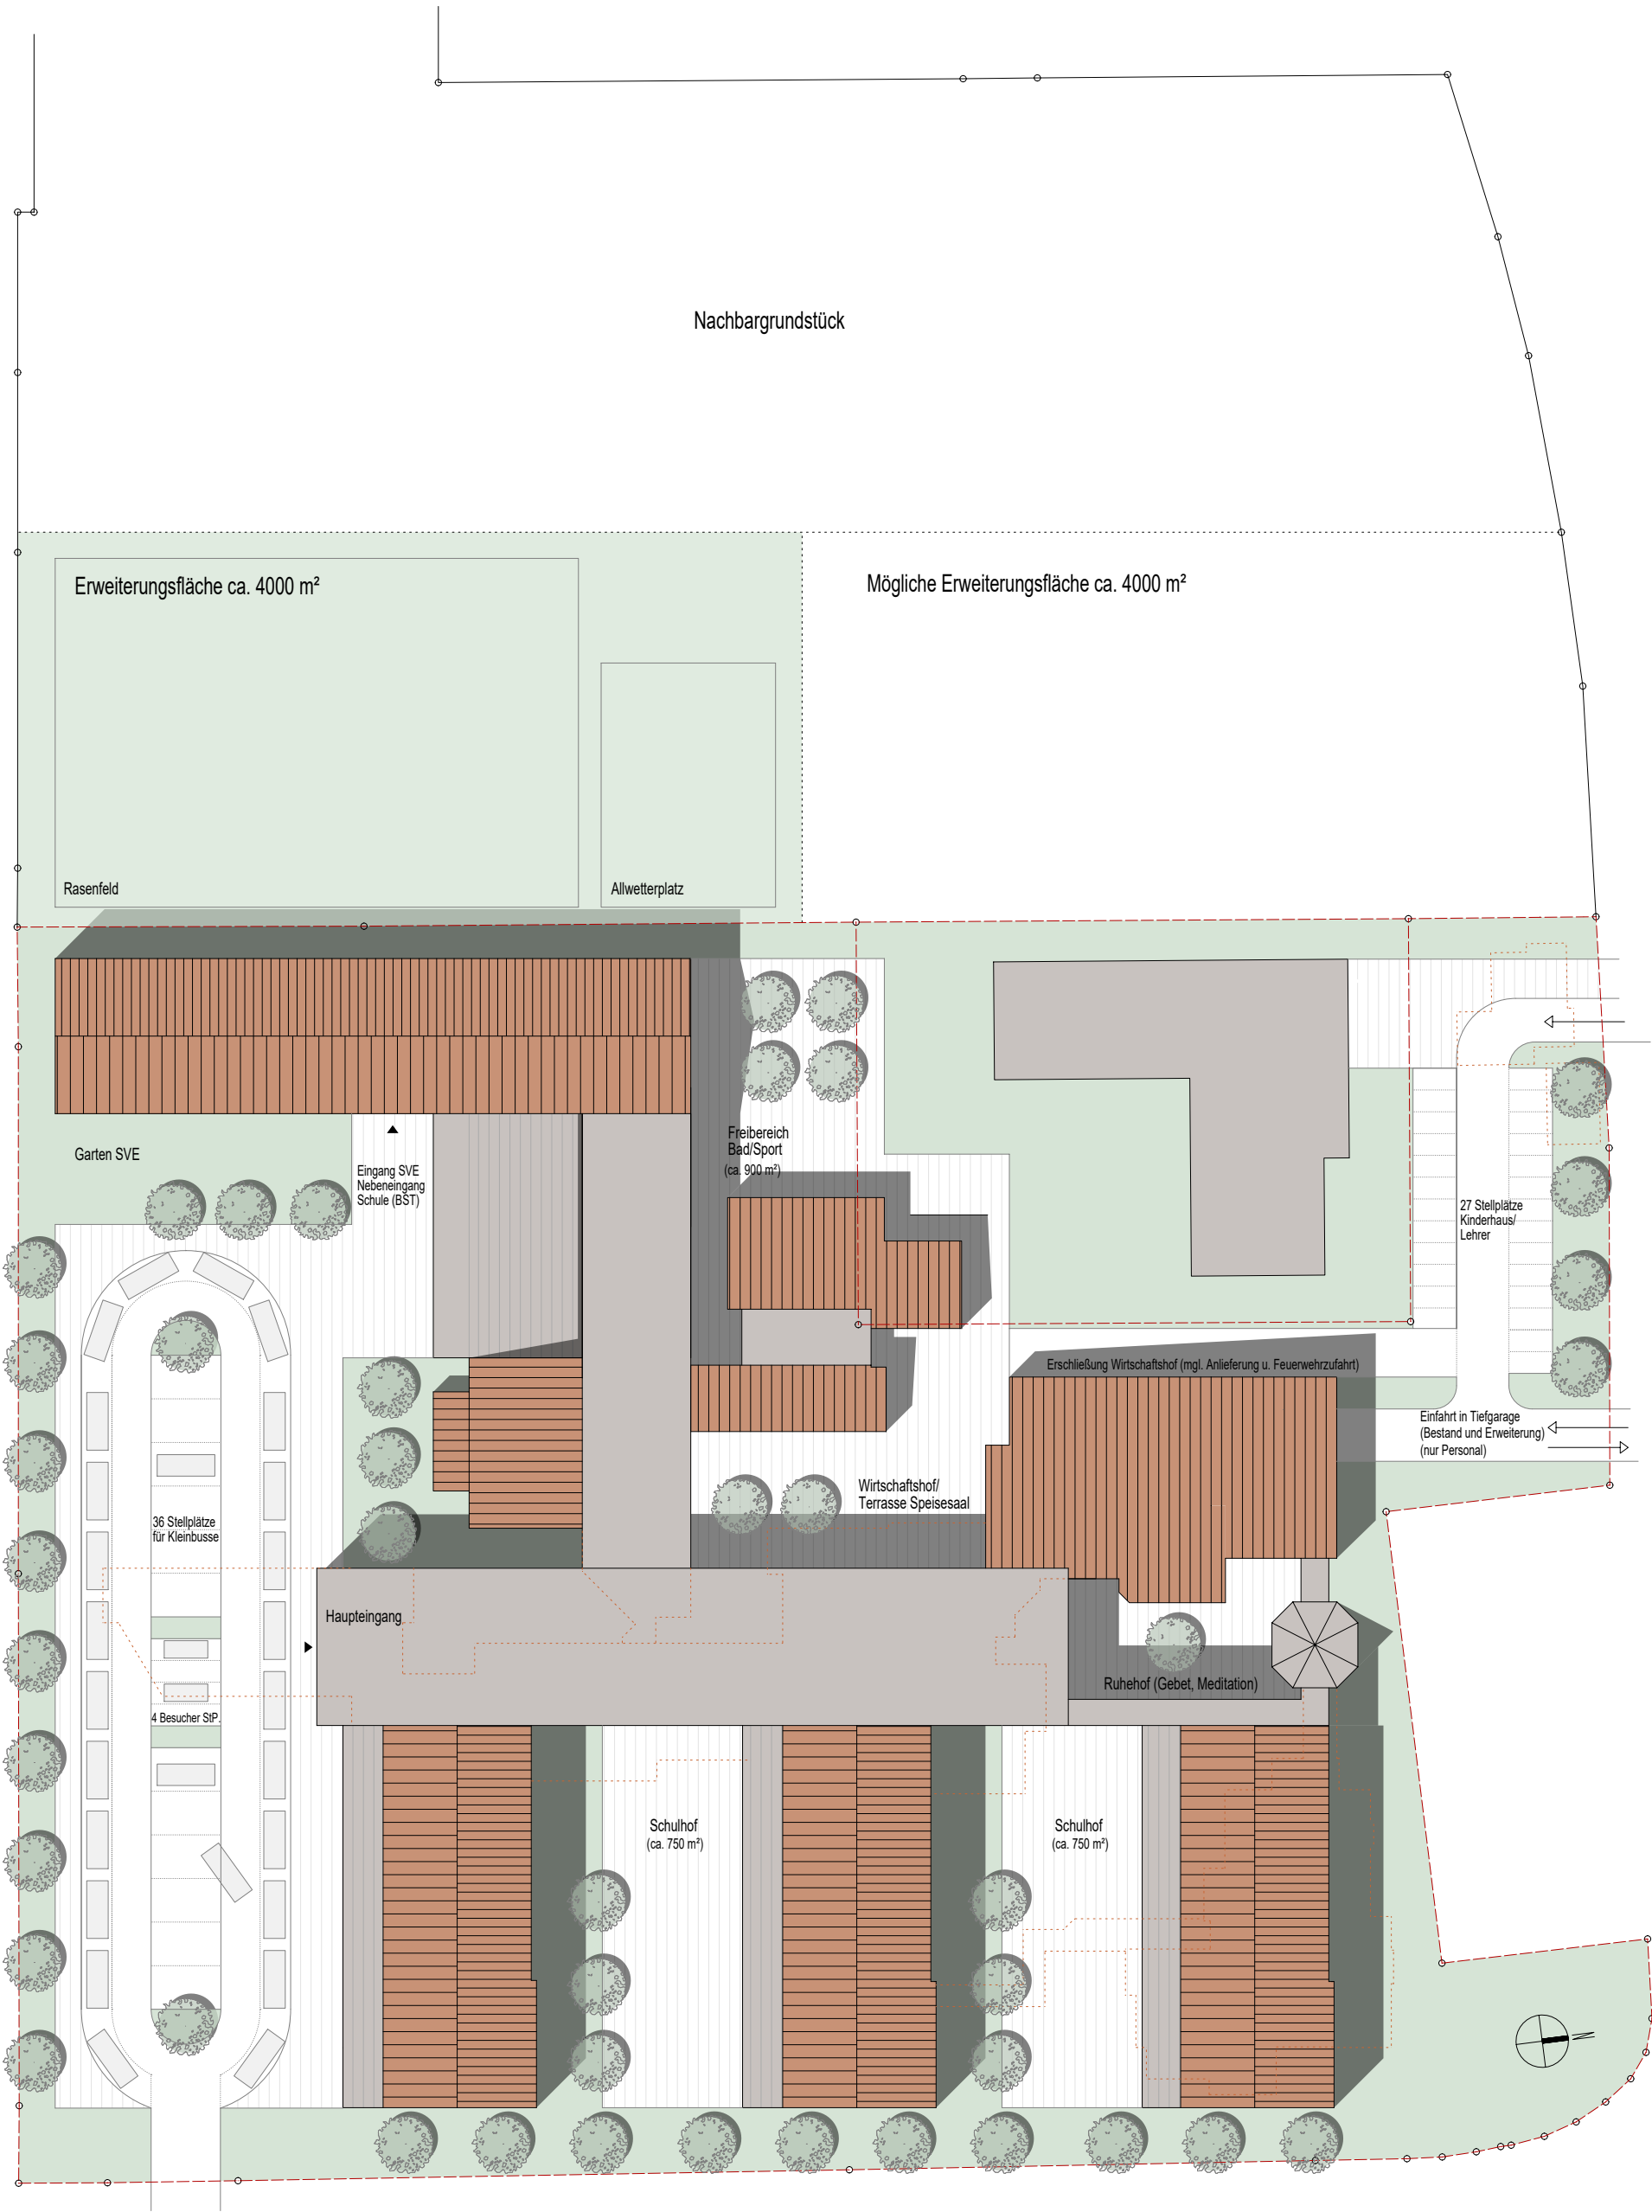 Nachbargrundstück
Erweiterungsfläche ca. 4000 m²
Mögliche Erweiterungsfläche ca. 4000 m²
Rasenfeld
Allwetterplatz
Garten SVE
Eingang SVE
Nebeneingang
Schule (BST)
Freibereich
Bad/Sport
(ca. 900 m²)
27 Stellplätze
Kinderhaus/
Lehrer
Erschließung Wirtschaftshof (mgl. Anlieferung u. Feuerwehrzufahrt)
Einfahrt in Tiefgarage
(Bestand und Erweiterung)
(nur Personal)
Wirtschaftshof/
Terrasse Speisesaal
36 Stellplätze
für Kleinbusse
Haupteingang
Ruhehof (Gebet, Meditation)
4 Besucher StP.
Schulhof
(ca. 750 m²)
Schulhof
(ca. 750 m²)
N